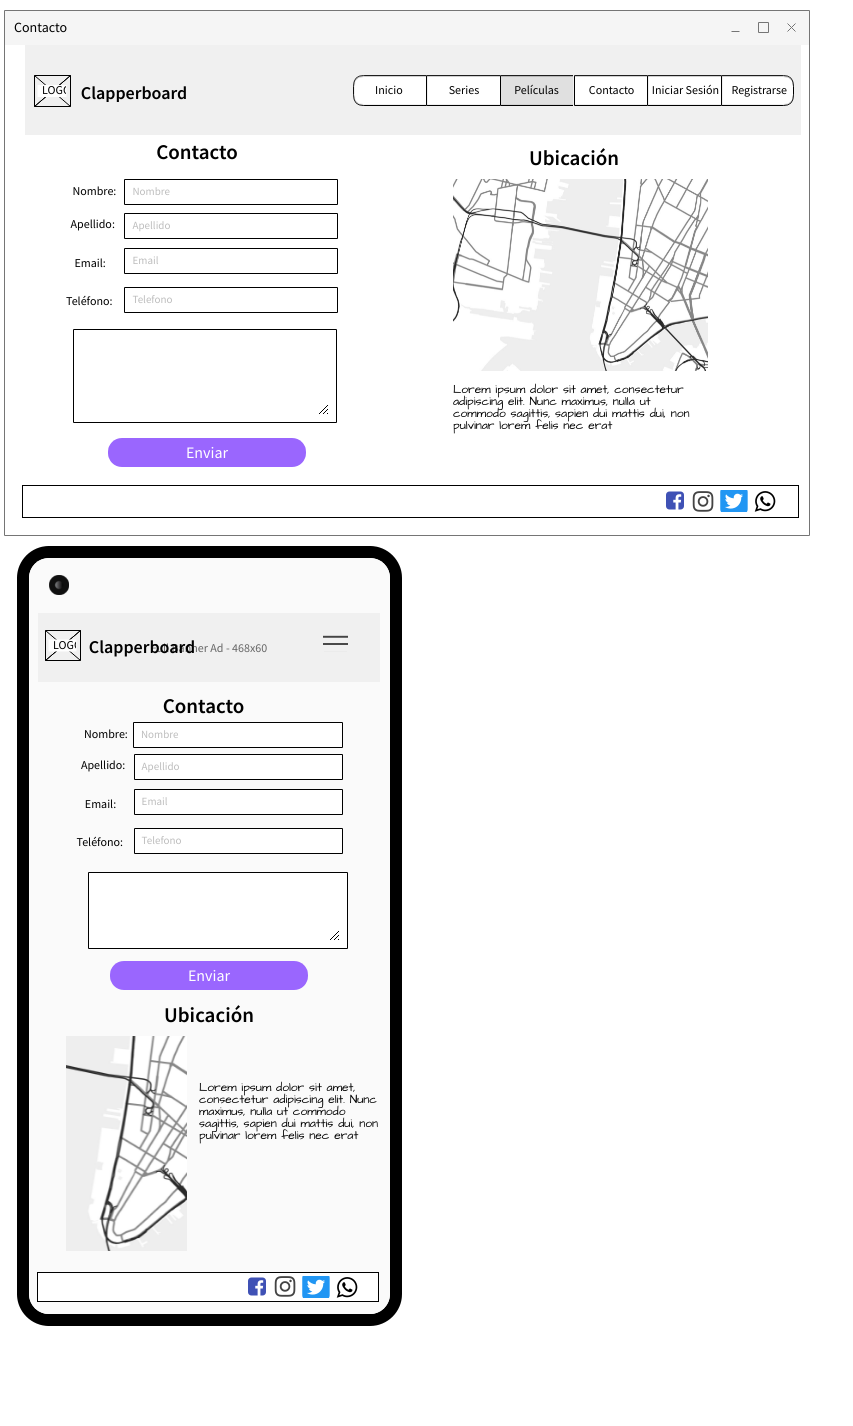 Contacto
LOGO
Clapperboard
Inicio
Series
Películas
Contacto
Iniciar Sesión
Registrarse
Contacto
Ubicación
Nombre:
Nombre
Apellido:
Apellido
Email:
Email
Teléfono:
Telefono
Lorem ipsum dolor sit amet, consectetur
adipiscing elit. Nunc maximus, nulla ut
commodo sagittis, sapien dui mattis dui, non
pulvinar lorem felis nec erat
Enviar
LOGO
Clapperboard
Ad - 468x60
Contacto
Nombre:
Nombre
Apellido:
Apellido
Email:
Email
Teléfono:
Telefono
Enviar
Ubicación
Lorem ipsum dolor sit amet,
consectetur adipiscing elit. Nunc
maximus, nulla ut commodo
sagittis, sapien dui mattis dui, non
pulvinar lorem felis nec erat